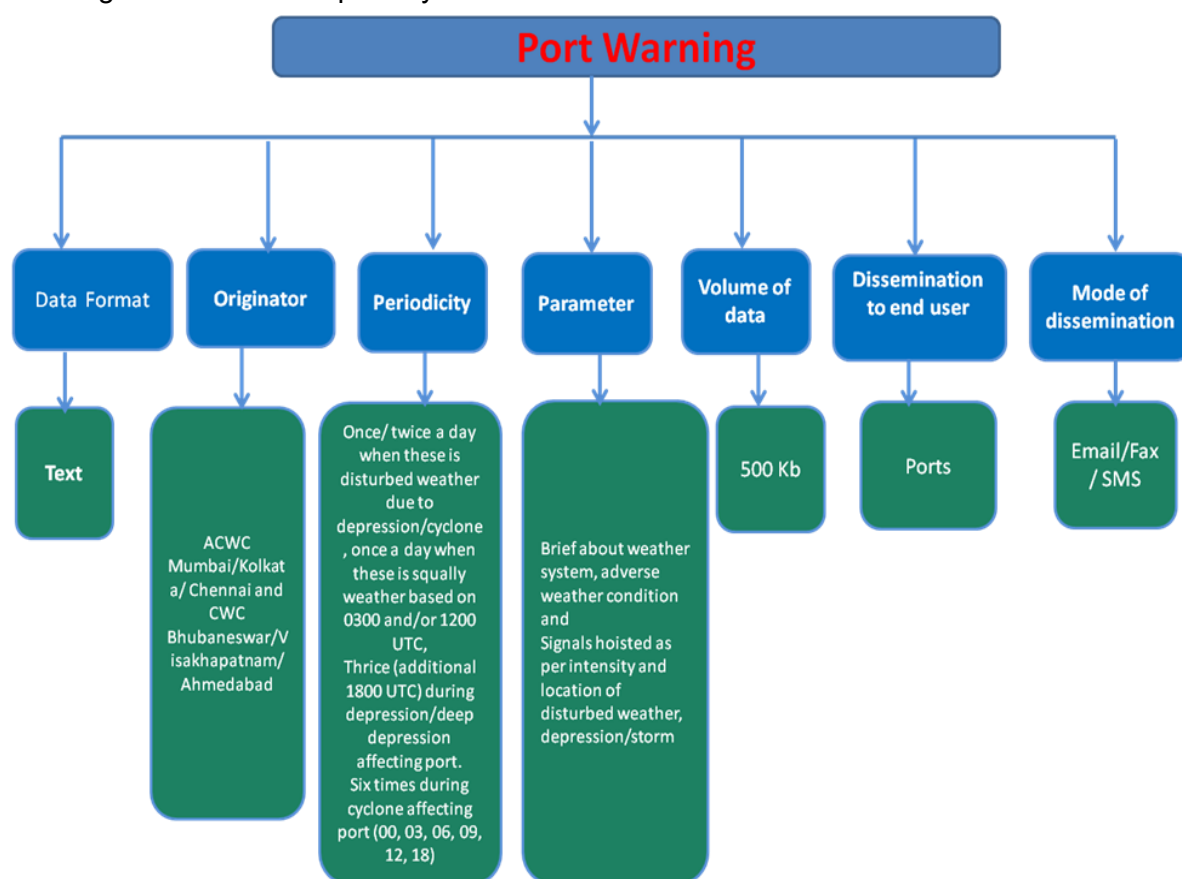 Port Warning
Data Format
Originator
Periodicity
Parameter
Volume of
data
Dissemination
to end user
Mode of
dissemination
Text
ACWC
Mumbai/Kolkat
a/ Chennai and
CWC
Bhubaneswar/V
isakhapatnam/
Ahmedabad
Once/ twice a day
when these is
disturbed weather
due to
depression/cyclone
, once a day when
these is squally
weather based on
0300 and/or 1200
UTC,
Thrice (additional
1800 UTC) during
depression/deep
depression
affecting port.
Six times during
cyclone affecting
port (00, 03, 06, 09,
12, 18)
Brief about weather
system, adverse
weather condition
and
Signals hoisted as
per intensity and
location of
disturbed weather,
depression/storm
500 Kb
Ports
Email/Fax
/ SMS